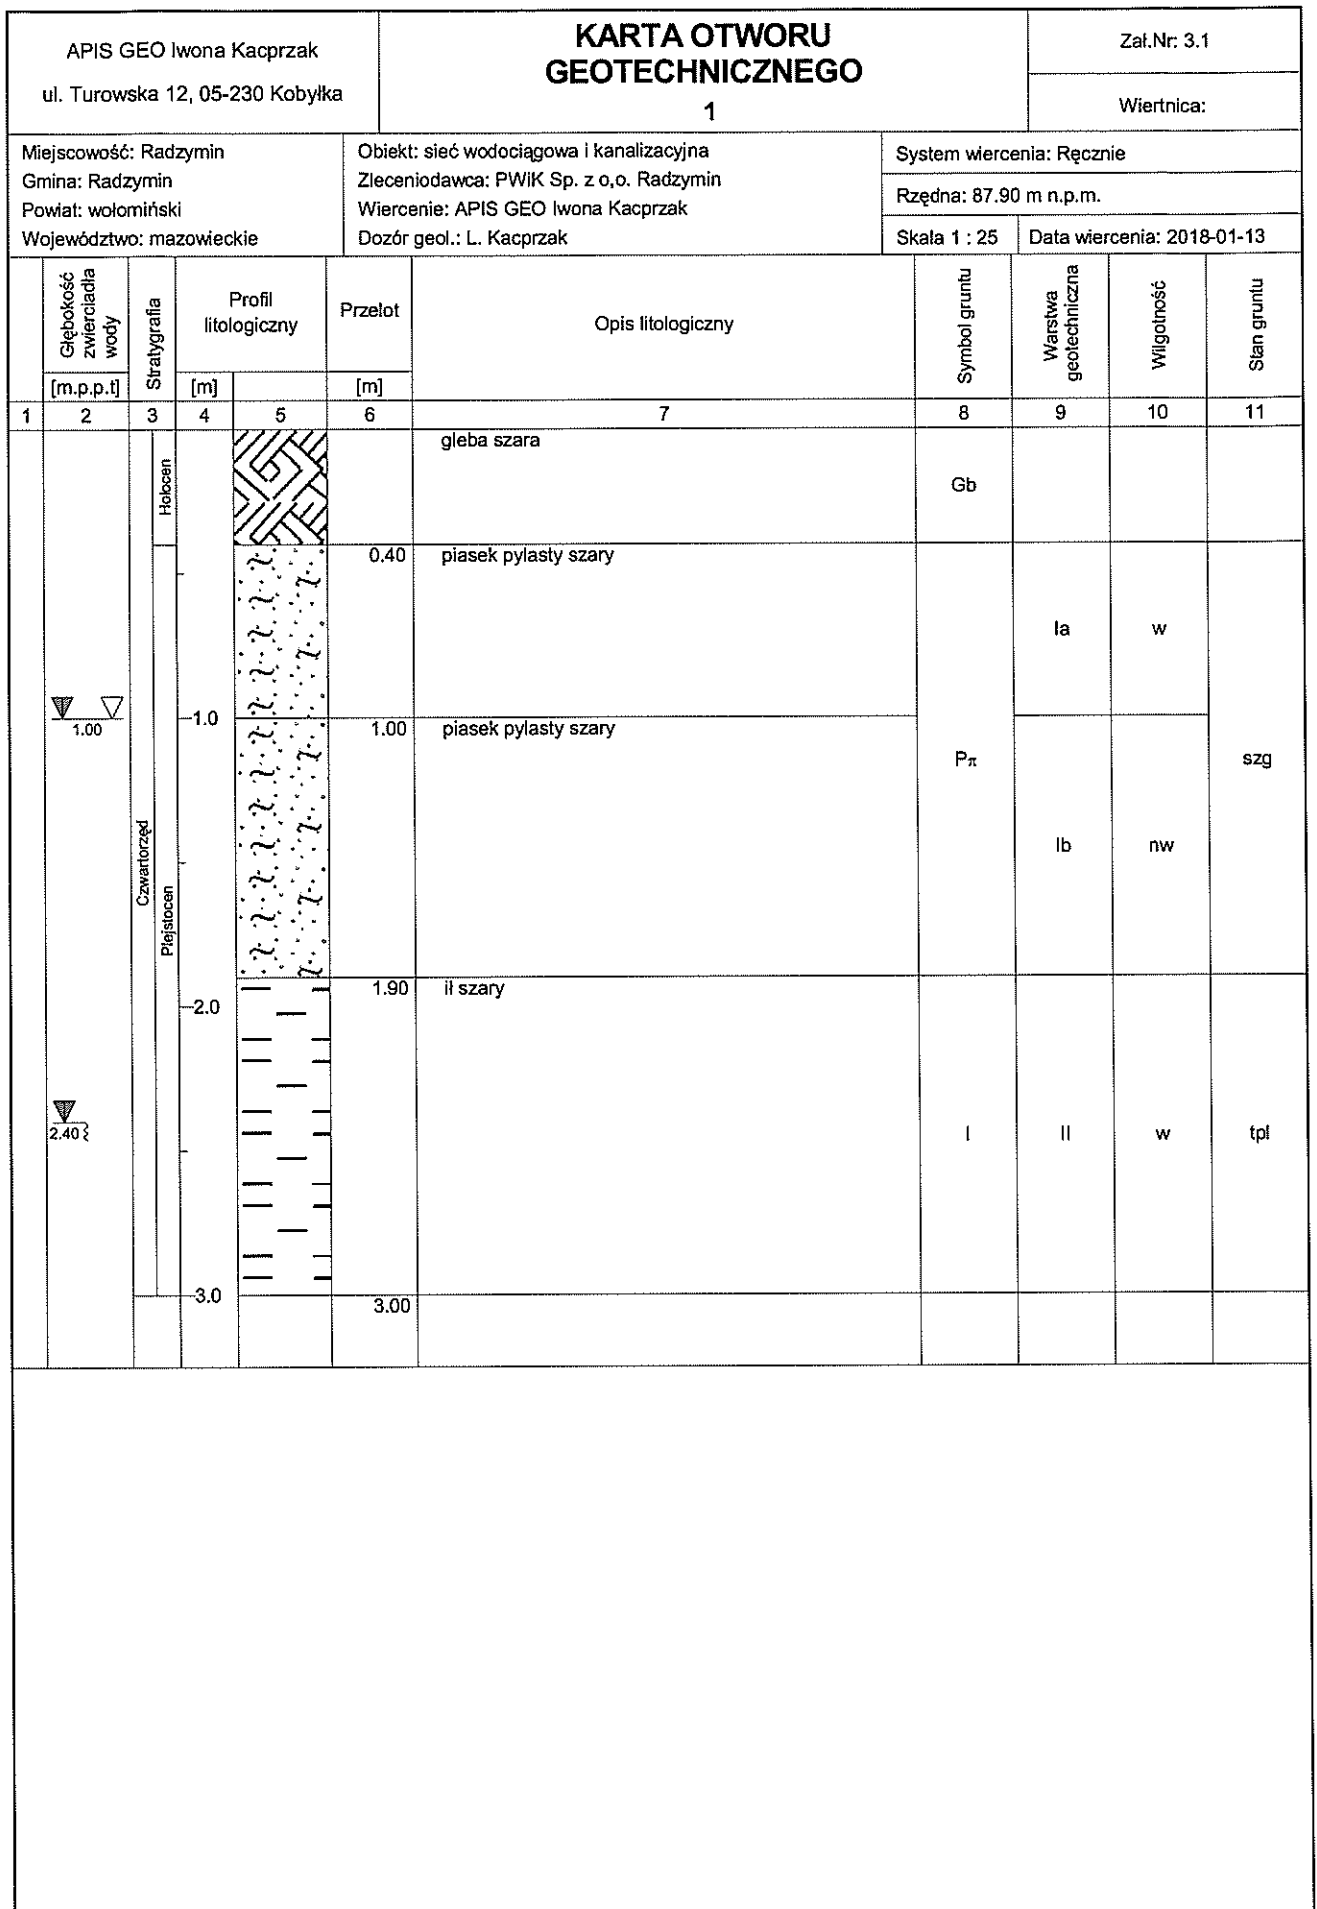 APIS GEO Iwona Kacprzak
ul. Turowska 12, 05-230 Kobyłka
KARTA OTWORU
GEOTECHNICZNEGO
1
Zał.Nr: 3.1
Wiertnica:
Miejscowość: Radzymin
Gmina: Radzymin
Powiat: wołomiński
Województwo: mazowieckie
Obiekt: sieć wodociągowa i kanalizacyjna
Zleceniodawca: PWiK Sp. z o,o. Radzymin
Wiercenie: APIS GEO Iwona Kacprzak
Dozór geol.: L. Kacprzak
System wiercenia: Ręcznie
Rzędna: 87.90 m n.p.m.
Skala 1 : 25
Data wiercenia: 2018-01-13
Głębokość
zwierciadła
wody
[m.p.p.t]
Stratygrafia
Profil
litologiczny
[m]
Przelot
[m]
Opis litologiczny
Symbol gruntu
Warstwa
geotechniczna
Wilgotność
Stan gruntu
1 2 3 4 5 6 7 8 9 10 11
Holocen
gleba szara
Gb
0.40 piasek pylasty szary
Ia w
1.00
1.0
1.00 piasek pylasty szary
Pπ
szg
Ib nw
Czwartorzęd
Plejstocen
1.90 ił szary
2.0
2.40
I II w tpl
3.0
3.00